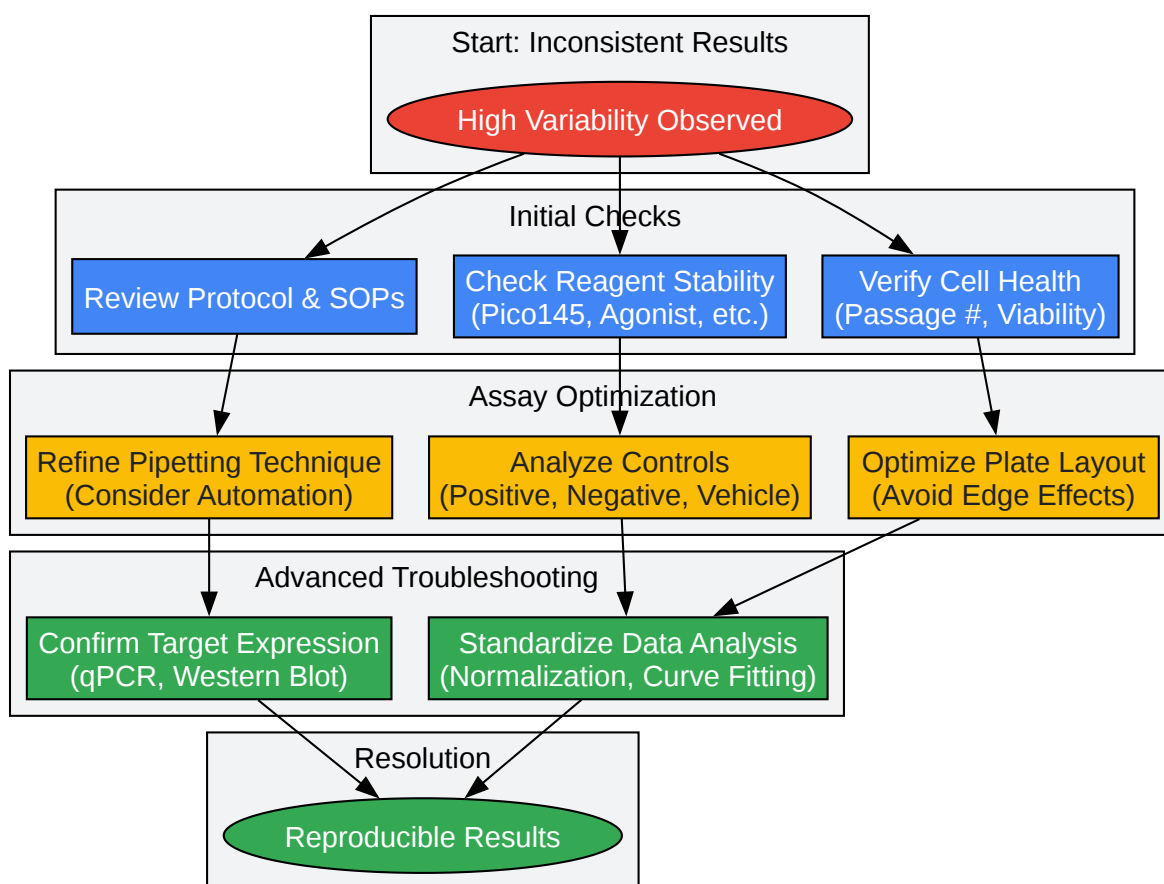 Start: Inconsistent Results
High Variability Observed
Initial Checks
Review Protocol & SOPs
Check Reagent Stability
(Pico145, Agonist, etc.)
Verify Cell Health
(Passage #, Viability)
Assay Optimization
Refine Pipetting Technique
(Consider Automation)
Analyze Controls
(Positive, Negative, Vehicle)
Optimize Plate Layout
(Avoid Edge Effects)
Advanced Troubleshooting
Confirm Target Expression
(qPCR, Western Blot)
Standardize Data Analysis
(Normalization, Curve Fitting)
Resolution
Reproducible Results